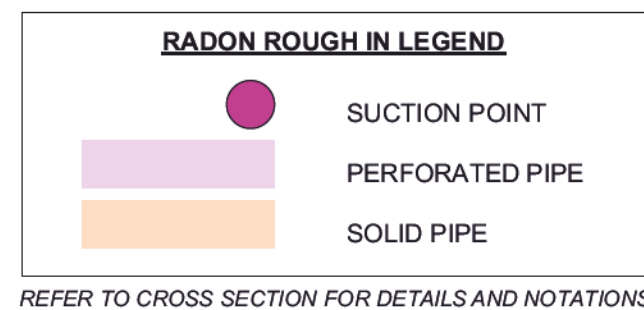 RADON ROUGH IN LEGEND
SUCTION POINT
PERFORATED PIPE
SOLID PIPE
REFER TO CROSS SECTION FOR DETAILS AND NOTATIONS